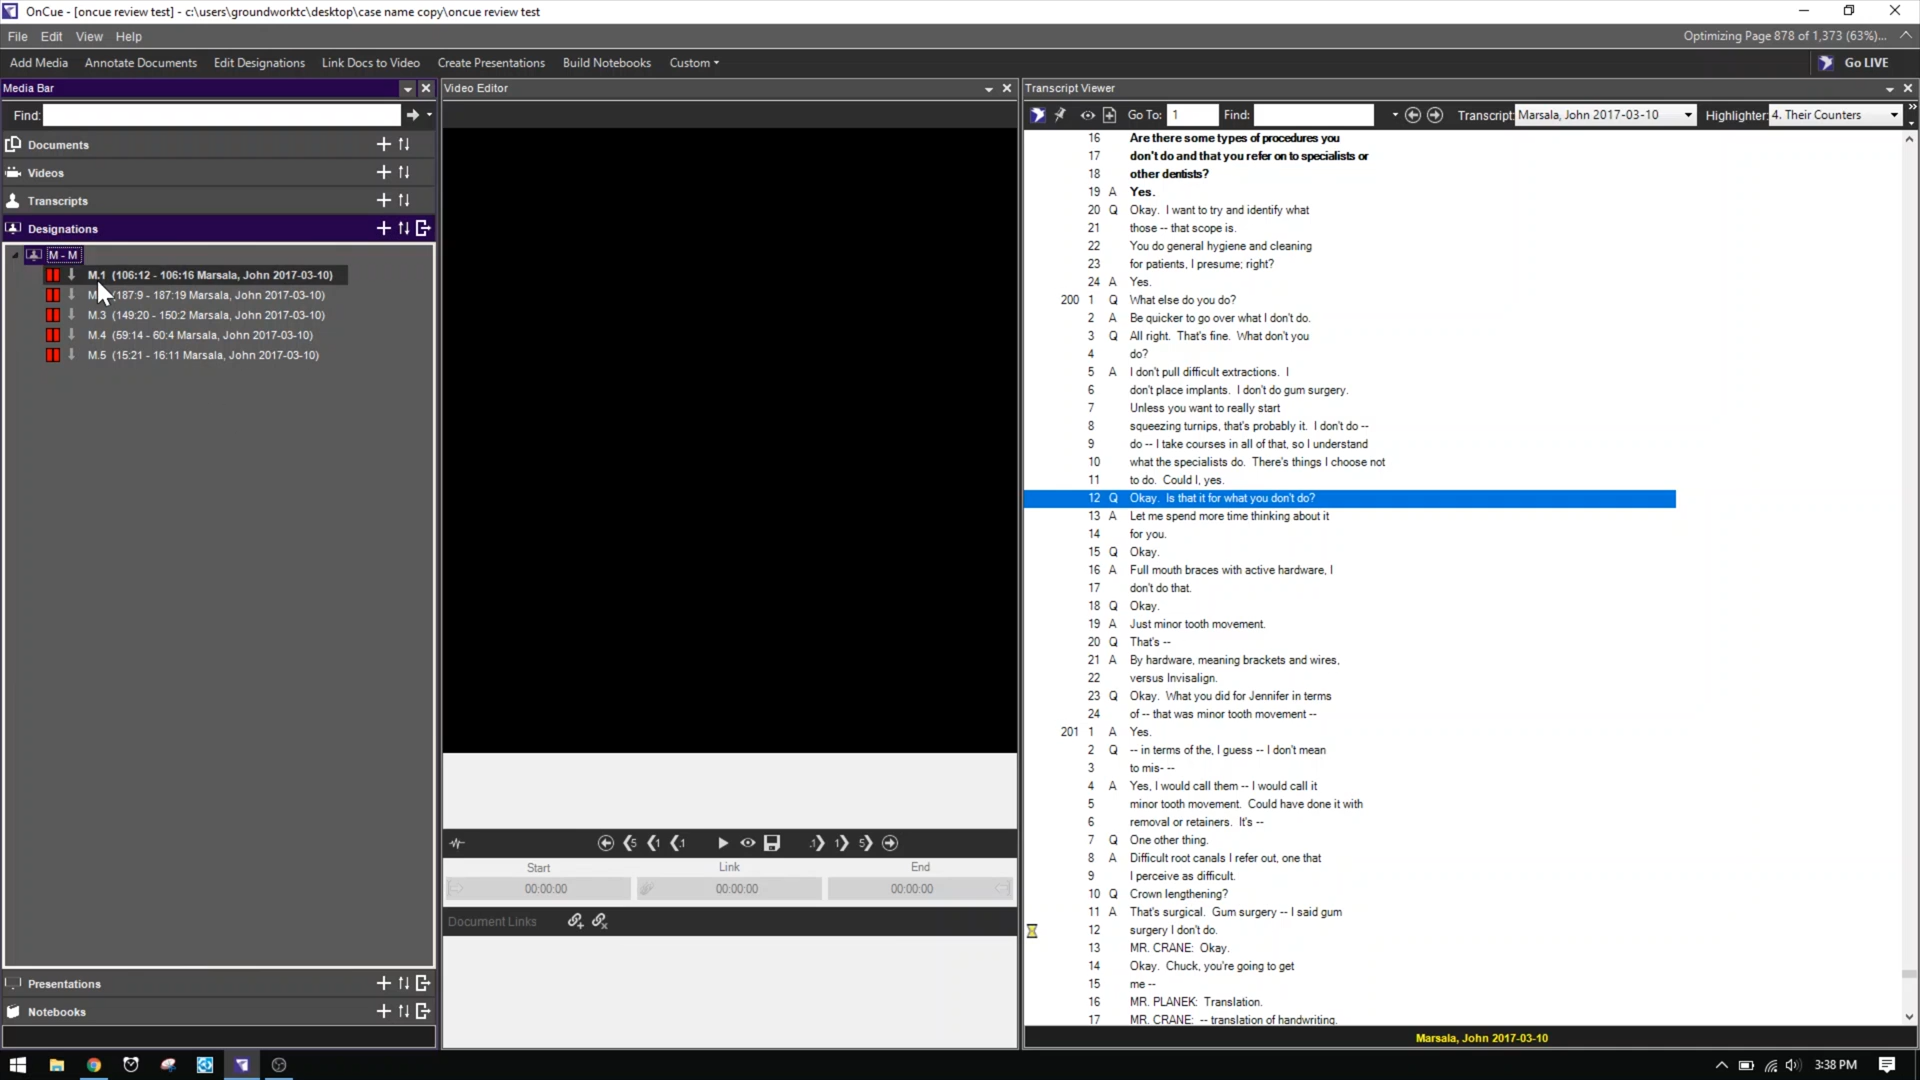 OnCue - [oncue review test] - c:\users\groundworktc\desktop\case name copy\oncue review test
File Edit View Help
Optimizing Page 878 of 1,373 (63%)...
Add Media Annotate Documents Edit Designations Link Docs to Video Create Presentations Build Notebooks Custom
Go LIVE
Media Bar
Find:
Documents
Videos
Transcripts
Designations
M - M
M.1 (106:12 - 106:16 Marsala, John 2017-03-10)
(187:9 - 187:19 Marsala, John 2017-03-10)
M.3 (149:20 - 150:2 Marsala, John 2017-03-10)
M.4 (59:14 - 60:4 Marsala, John 2017-03-10)
M.5 (15:21 - 16:11 Marsala, John 2017-03-10)
Presentations
Notebooks
Video Editor
5 1 .1 .1 1 5
Start Link End
00:00:00 00:00:00 00:00:00
Document Links
Transcript Viewer
Go To: 1 Find: Transcript: Marsala, John 2017-03-10 Highlighter: 4. Their Counters
16 Are there some types of procedures you
17 don't do and that you refer on to specialists or
18 other dentists?
19 A Yes.
20 Q Okay. I want to try and identify what
21 those -- that scope is.
22 You do general hygiene and cleaning
23 for patients, I presume; right?
24 A Yes.
200 1 Q What else do you do?
2 A Be quicker to go over what I don't do.
3 Q All right. That's fine. What don't you
4 do?
5 A I don't pull difficult extractions. I
6 don't place implants. I don't do gum surgery.
7 Unless you want to really start
8 squeezing turnips, that's probably it. I don't do --
9 do -- I take courses in all of that, so I understand
10 what the specialists do. There's things I choose not
11 to do. Could I, yes.
12 Q Okay. Is that it for what you don't do?
13 A Let me spend more time thinking about it
14 for you.
15 Q Okay.
16 A Full mouth braces with active hardware, I
17 don't do that.
18 Q Okay.
19 A Just minor tooth movement.
20 Q That's --
21 A By hardware, meaning brackets and wires,
22 versus Invisalign.
23 Q Okay. What you did for Jennifer in terms
24 of -- that was minor tooth movement --
201 1 A Yes.
2 Q -- in terms of the, I guess -- I don't mean
3 to mis- --
4 A Yes, I would call them -- I would call it
5 minor tooth movement. Could have done it with
6 removal or retainers. It's --
7 Q One other thing.
8 A Difficult root canals I refer out, one that
9 I perceive as difficult.
10 Q Crown lengthening?
11 A That's surgical. Gum surgery -- I said gum
12 surgery I don't do.
13 MR. CRANE: Okay.
14 Okay. Chuck, you're going to get
15 me --
16 MR. PLANEK: Translation.
17 MR. CRANE: -- translation of handwriting.
Marsala, John 2017-03-10
3:38 PM